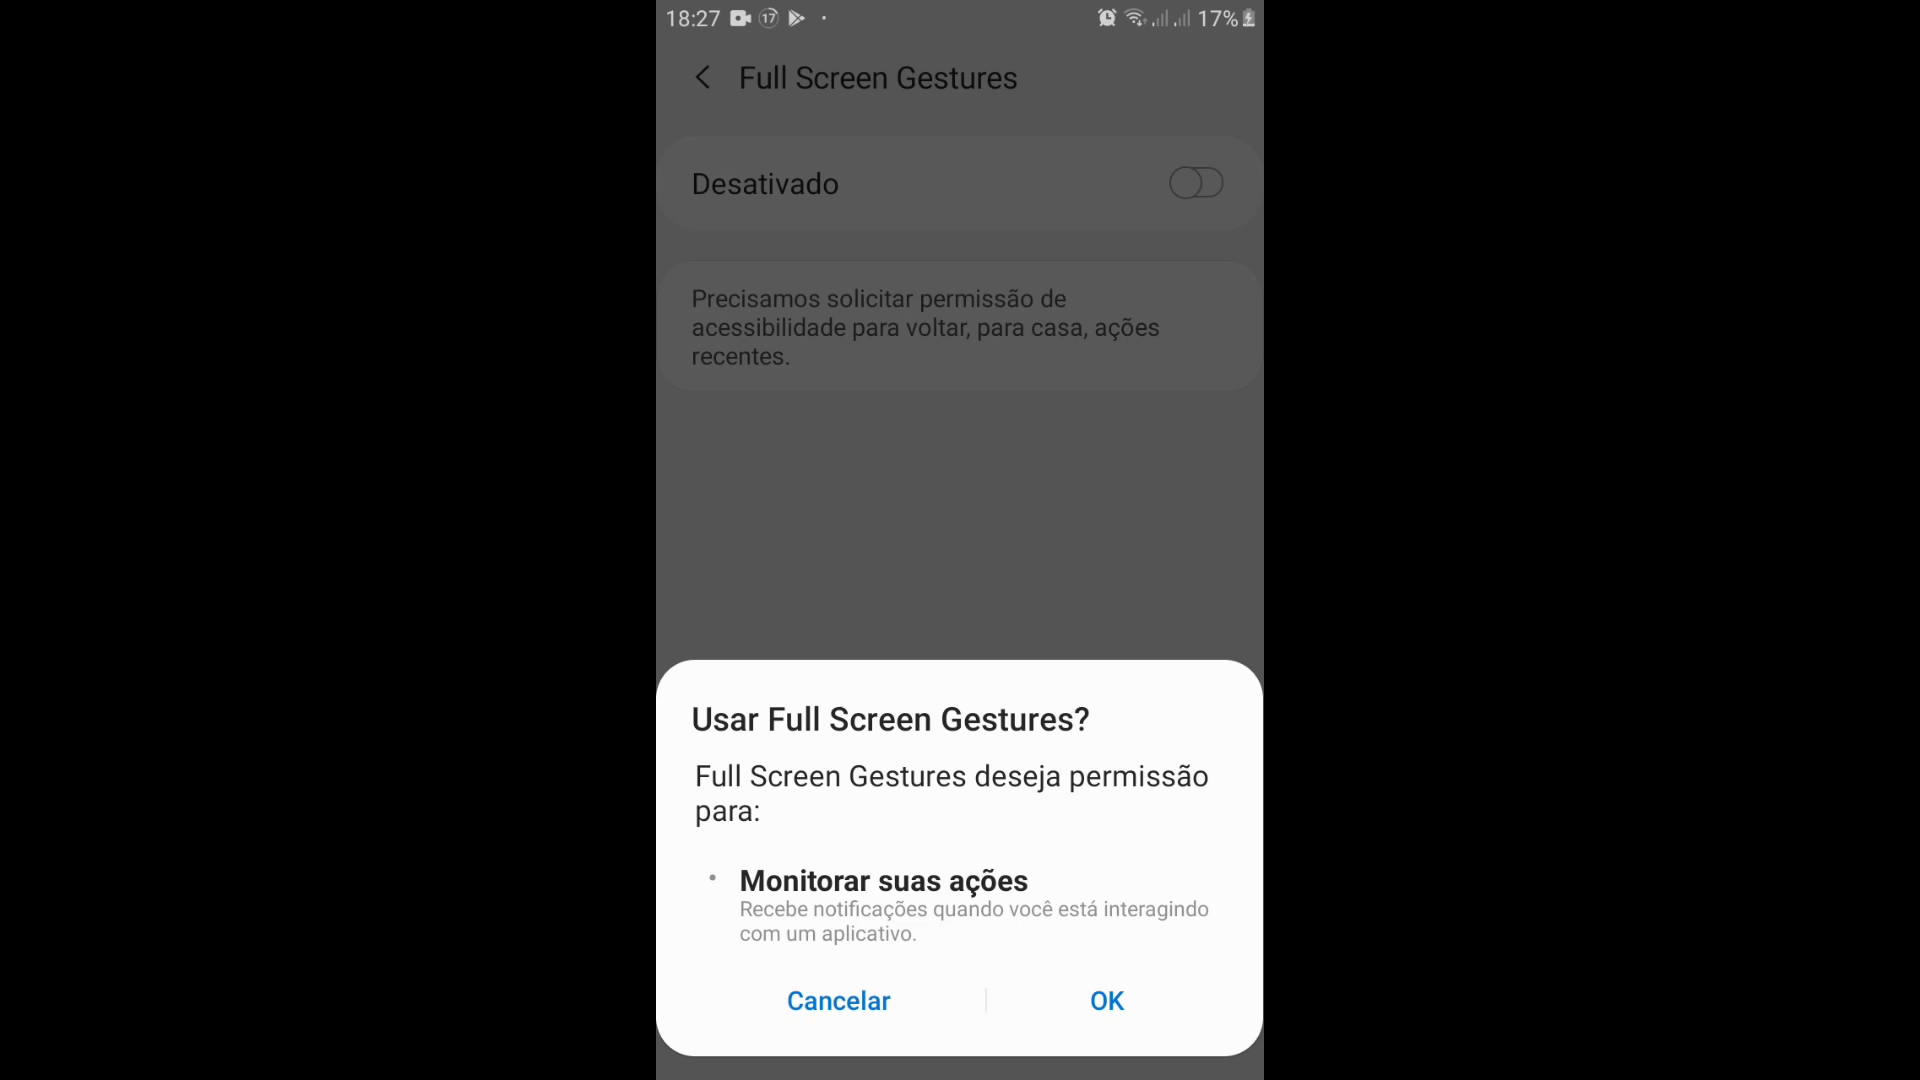 18:27 17 17%
Full Screen Gestures
Desativado
Precisamos solicitar permissão de
acessibilidade para voltar, para casa, ações
recentes.
Usar Full Screen Gestures?
Full Screen Gestures deseja permissão
para:
• Monitorar suas ações
Recebe notificações quando você está interagindo
com um aplicativo.
Cancelar OK